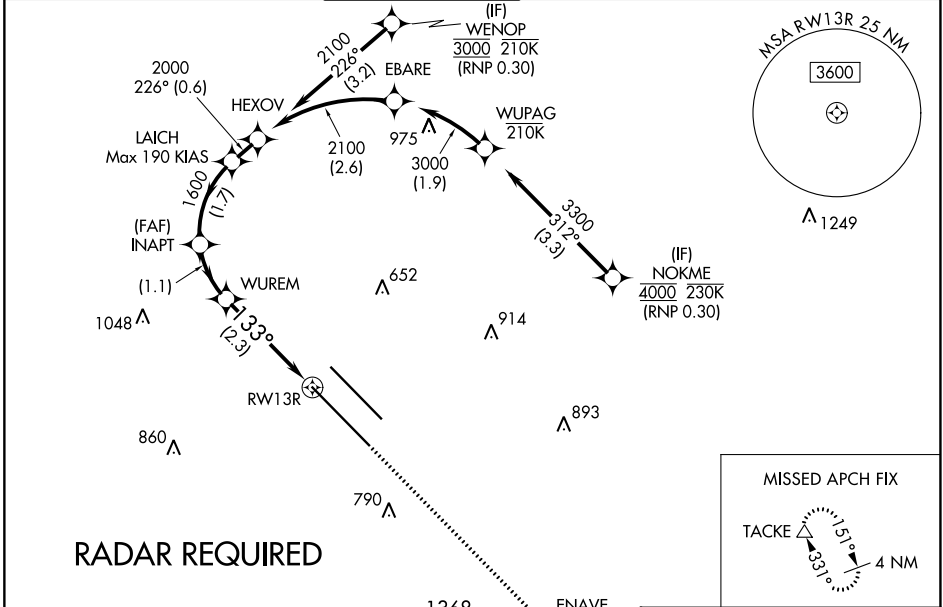 (IF)
WENOP
3000 210K
(RNP 0.30)
2100
226°
(3.2)
MSA RW13R 25 NM
3600
2000
226° (0.6)
HEXOV
EBARE
WUPAG
210K
975
LAICH
Max 190 KIAS
2100
(2.6)
3000
(1.9)
1600
(1.7)
1249
3300
312°
(3.3)
(FAF)
INAPT
(IF)
NOKME
4000 230K
(RNP 0.30)
652
(1.1)
WUREM
1048
914
133°
(2.3)
RW13R
893
860
790
MISSED APCH FIX
TACKE
151°
331°
4 NM
RADAR REQUIRED